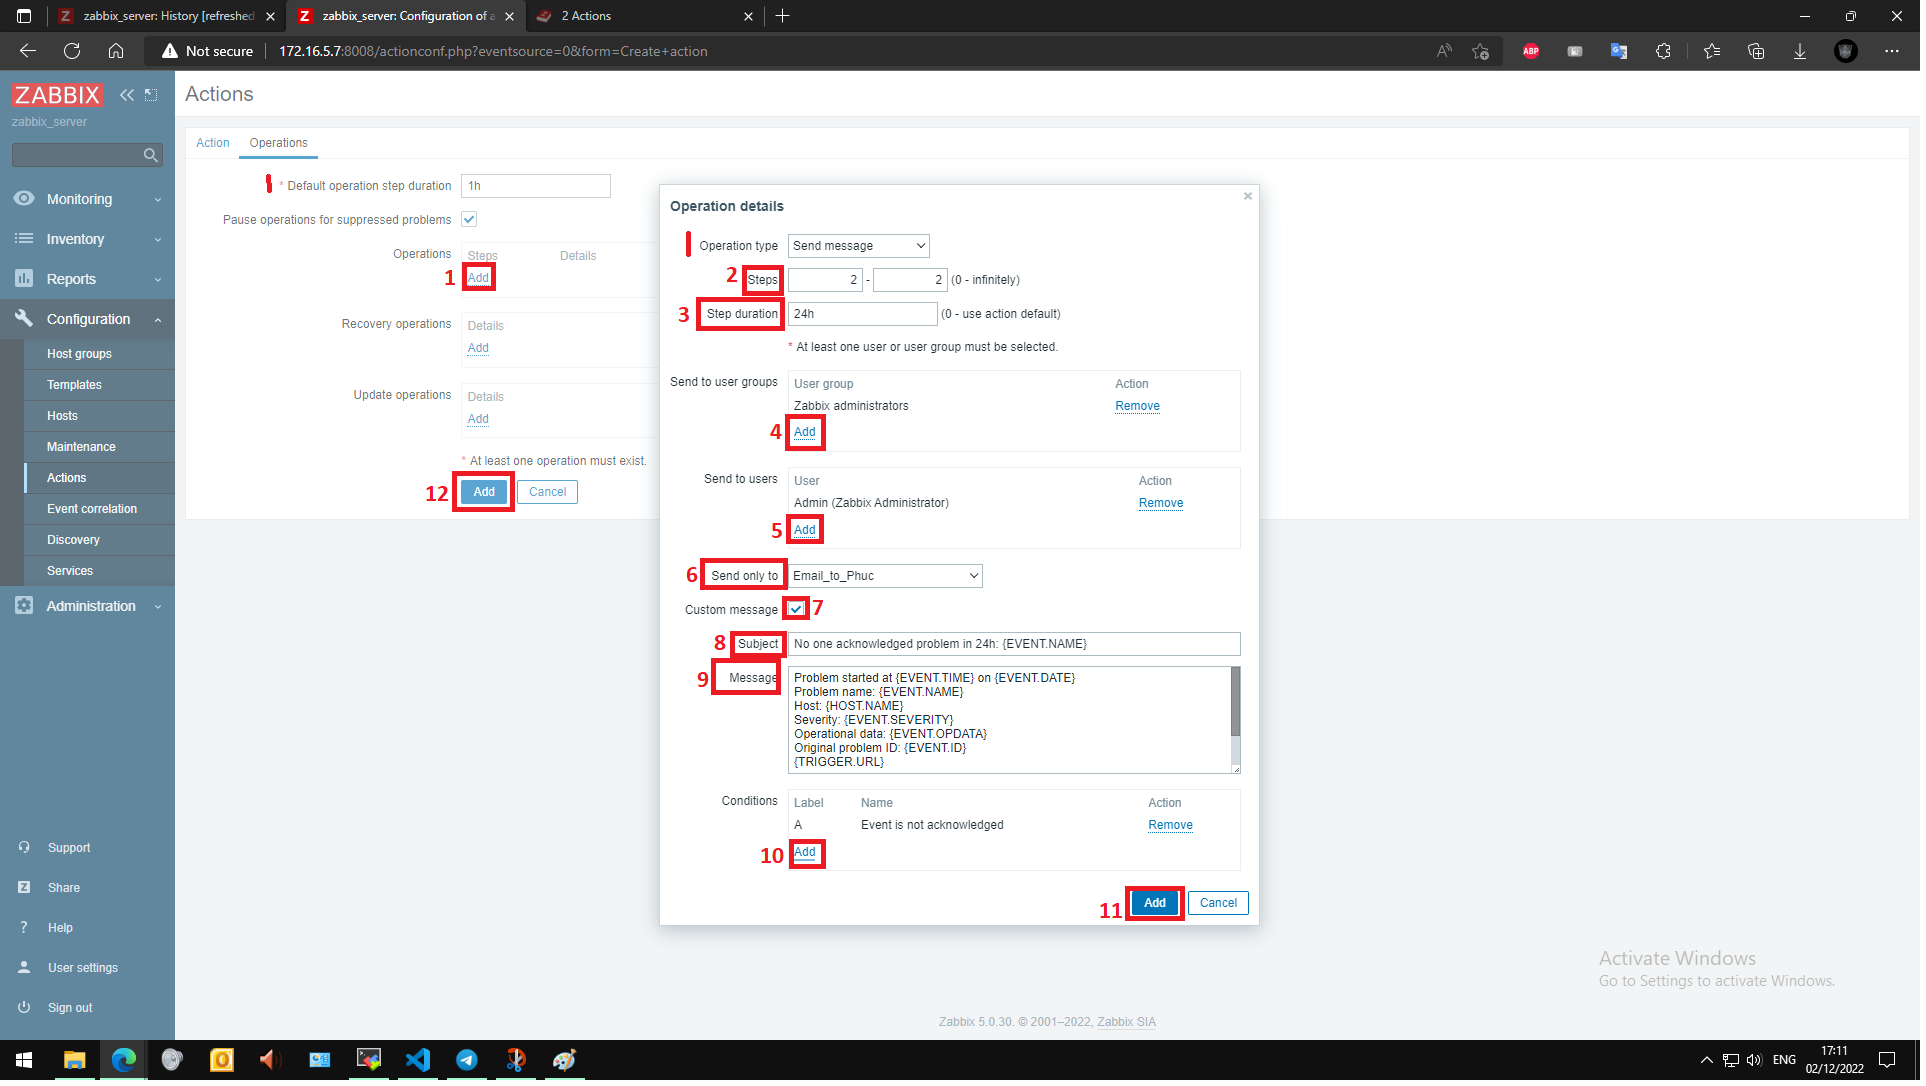 zabbix_server: History [refreshed
zabbix_server: Configuration of a
2 Actions
Not secure
172.16.5.7:8008/actionconf.php?eventsource=0&form=Create+action
ABP
ZABBIX
zabbix_server
Monitoring
Inventory
Reports
Configuration
Host groups
Templates
Hosts
Maintenance
Actions
Event correlation
Discovery
Services
Administration
Support
Share
Help
User settings
Sign out
Actions
Action Operations
* Default operation step duration 1h
Pause operations for suppressed problems
Operations Steps Details
1 Add
Recovery operations Details
Add
Update operations Details
Add
* At least one operation must exist.
12 Add Cancel
Operation details
Operation type Send message
2 Steps 2 - 2 (0 - infinitely)
3 Step duration 24h (0 - use action default)
* At least one user or user group must be selected.
Send to user groups User group Action
Zabbix administrators Remove
4 Add
Send to users User Action
Admin (Zabbix Administrator) Remove
5 Add
6 Send only to Email_to_Phuc
Custom message 7
8 Subject No one acknowledged problem in 24h: {EVENT.NAME}
9 Message Problem started at {EVENT.TIME} on {EVENT.DATE}
Problem name: {EVENT.NAME}
Host: {HOST.NAME}
Severity: {EVENT.SEVERITY}
Operational data: {EVENT.OPDATA}
Original problem ID: {EVENT.ID}
{TRIGGER.URL}
Conditions Label Name Action
A Event is not acknowledged Remove
10 Add
11 Add Cancel
Activate Windows
Go to Settings to activate Windows.
Zabbix 5.0.30. © 2001–2022, Zabbix SIA
ENG
17:11
02/12/2022